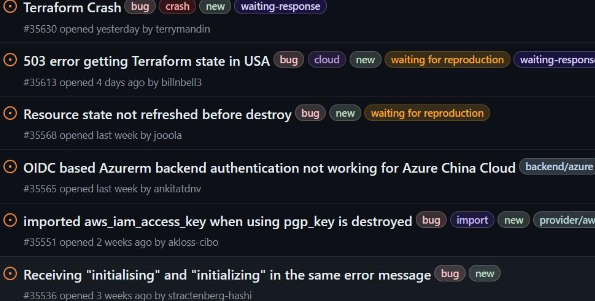 Terraform Crash bug crash new waiting-response
#35630 opened yesterday by terrymandin
503 error getting Terraform state in USA bug cloud new waiting for reproduction waiting-respons
#35613 opened 4 days ago by billnbell3
Resource state not refreshed before destroy bug new waiting for reproduction
#35568 opened last week by jooola
OIDC based Azurerm backend authentication not working for Azure China Cloud backend/azure
#35565 opened last week by ankitatdnv
imported aws_iam_access_key when using pgp_key is destroyed bug import new provider/aw
#35551 opened 2 weeks ago by akloss-cibo
Receiving "initialising" and "initializing" in the same error message bug new
#35536 opened 3 weeks ago by stractenberg-hashi